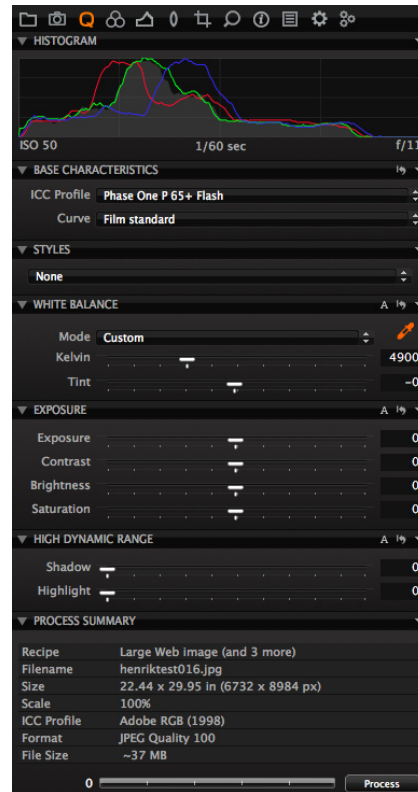 HISTOGRAM
ISO 50 1/60 sec f/11
BASE CHARACTERISTICS
ICC Profile Phase One P 65+ Flash
Curve Film standard
STYLES
None
WHITE BALANCE A
Mode Custom
Kelvin 4900
Tint -0
EXPOSURE A
Exposure 0
Contrast 0
Brightness 0
Saturation 0
HIGH DYNAMIC RANGE A
Shadow 0
Highlight 0
PROCESS SUMMARY
Recipe Large Web image (and 3 more)
Filename henriktest016.jpg
Size 22.44 x 29.95 in (6732 x 8984 px)
Scale 100%
ICC Profile Adobe RGB (1998)
Format JPEG Quality 100
File Size ~37 MB
0 Process